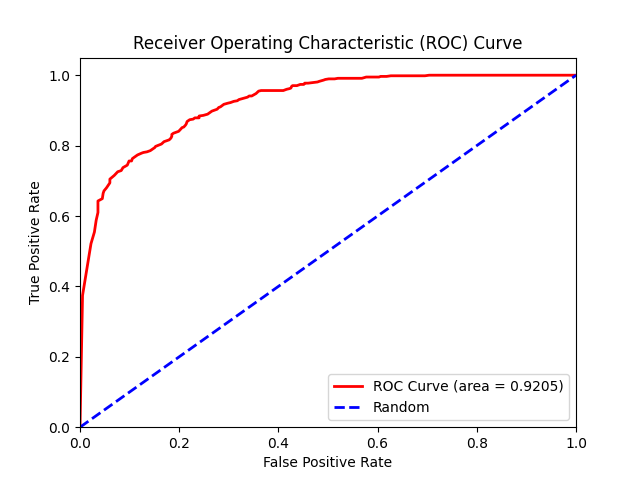 Receiver Operating Characteristic (ROC) Curve
1.0
0.8
0.6
0.4
0.2
0.0
True Positive Rate
ROC Curve (area = 0.9205)
Random
0.0 0.2 0.4 0.6 0.8 1.0
False Positive Rate